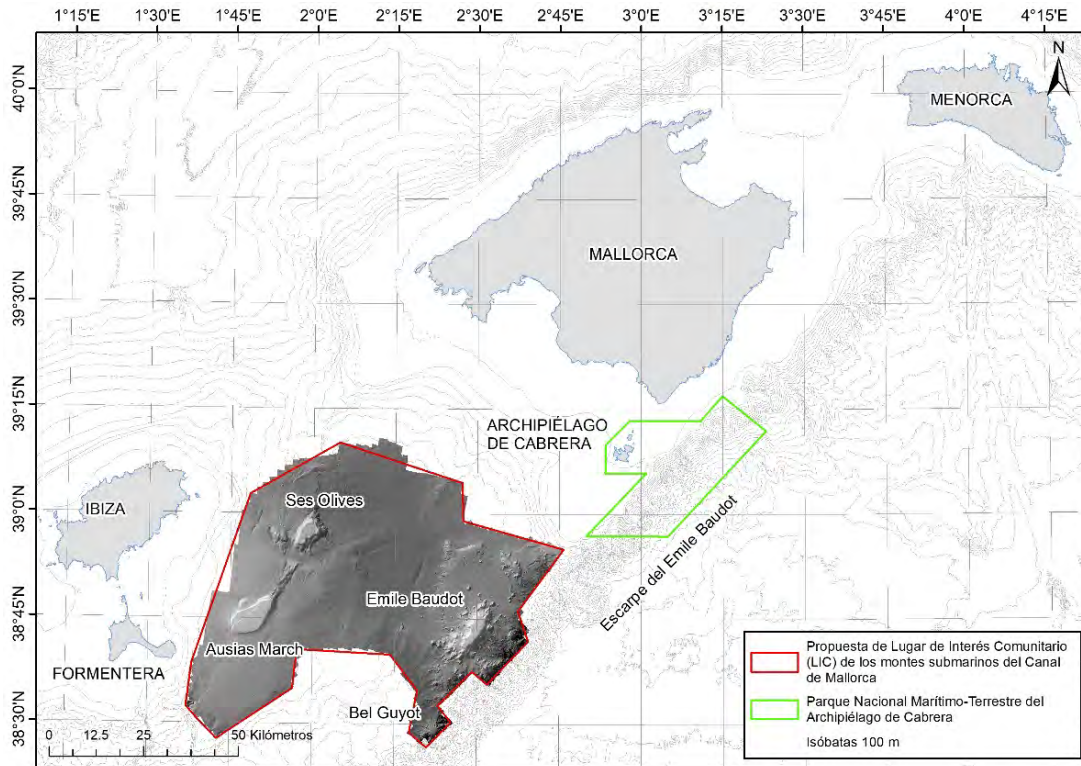 1°15'E 1°30'E 1°45'E 2°0'E 2°15'E 2°30'E 2°45'E 3°0'E 3°15'E 3°30'E 3°45'E 4°0'E 4°15'E
N
40°0'N
MENORCA
39°45'N
MALLORCA
39°30'N
39°15'N
ARCHIPIÉLAGO
DE CABRERA
Ses Olives
IBIZA
39°0'N
Escarpe del Emile Baudot
Emile Baudot
38°45'N
Ausias March
FORMENTERA
Bel Guyot
38°30'N
0 12.5 25 50 Kilómetros
Propuesta de Lugar de Interés Comunitario
(LIC) de los montes submarinos del Canal
de Mallorca
Parque Nacional Marítimo-Terrestre del
Archipiélago de Cabrera
Isóbatas 100 m